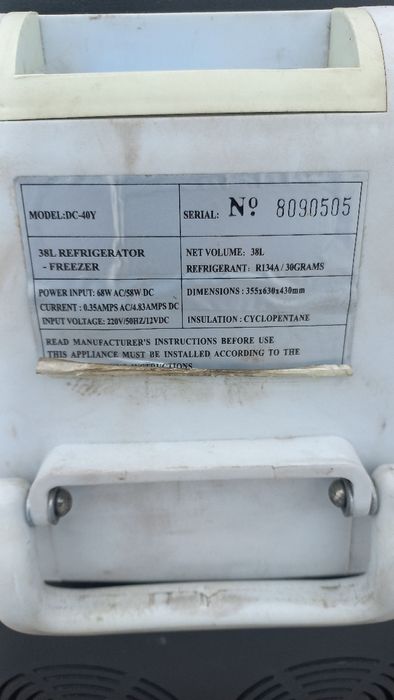 MODEL:DC-40Y
SERIAL: Nº 8090505
38L REFRIGERATOR
- FREEZER
NET VOLUME: 38L
REFRIGERANT: R134A / 30GRAMS
POWER INPUT: 68W AC/58W DC
CURRENT : 0.35AMPS AC/4.83AMPS DC
INPUT VOLTAGE: 220V/50HZ/12VDC
DIMENSIONS : 355x630x430mm
INSULATION : CYCLOPENTANE
READ MANUFACTURER'S INSTRUCTIONS BEFORE USE
THIS APPLIANCE MUST BE INSTALLED ACCORDING TO THE
INSTRUCTIONS